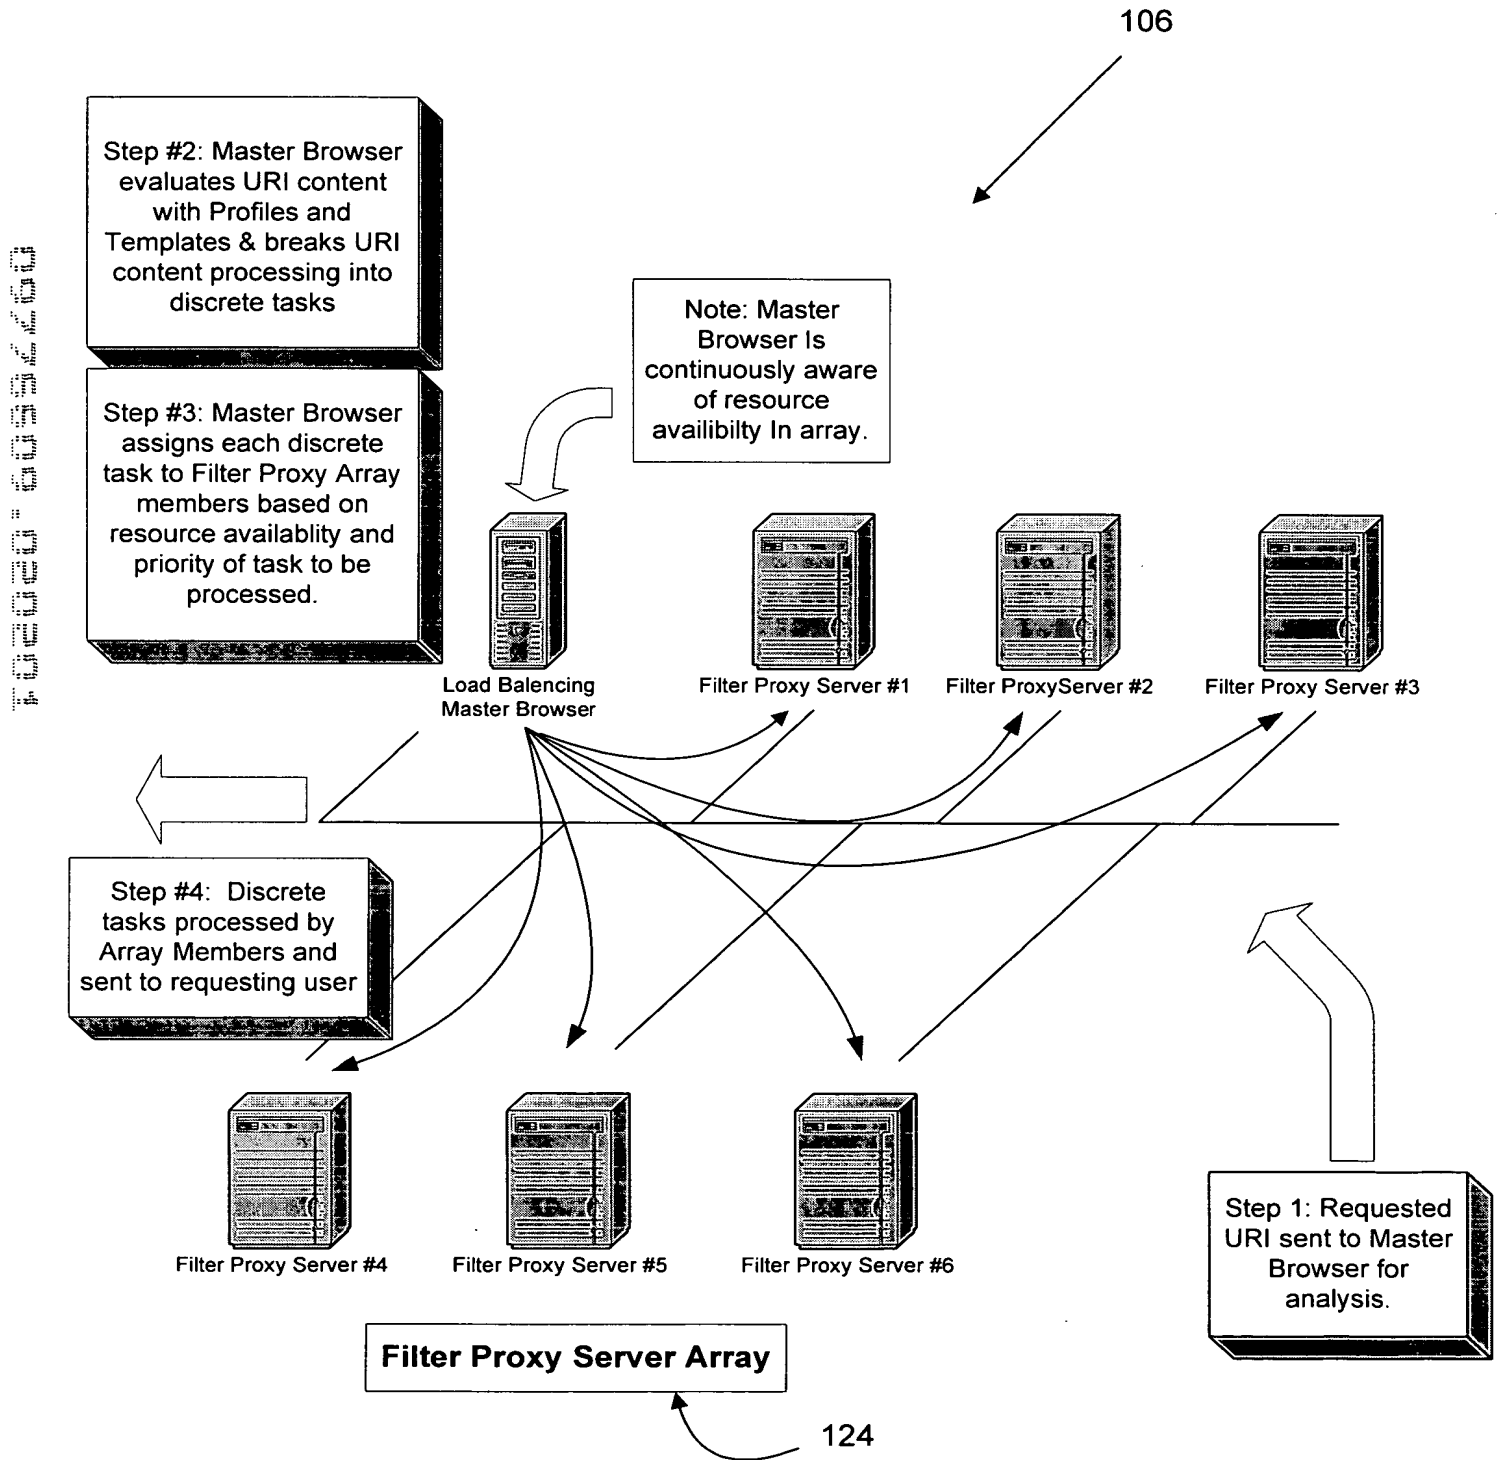 106
Step #2: Master Browser
evaluates URI content
with Profiles and
Templates & breaks URI
content processing into
discrete tasks
Note: Master
Browser Is
continuously aware
of resource
availibilty In array.
Step #3: Master Browser
assigns each discrete
task to Filter Proxy Array
members based on
resource availablity and
priority of task to be
processed.
Load Balencing
Master Browser
Filter Proxy Server #1
Filter ProxyServer #2
Filter Proxy Server #3
Step #4: Discrete
tasks processed by
Array Members and
sent to requesting user
Filter Proxy Server #4
Filter Proxy Server #5
Filter Proxy Server #6
Step 1: Requested
URI sent to Master
Browser for
analysis.
Filter Proxy Server Array
124